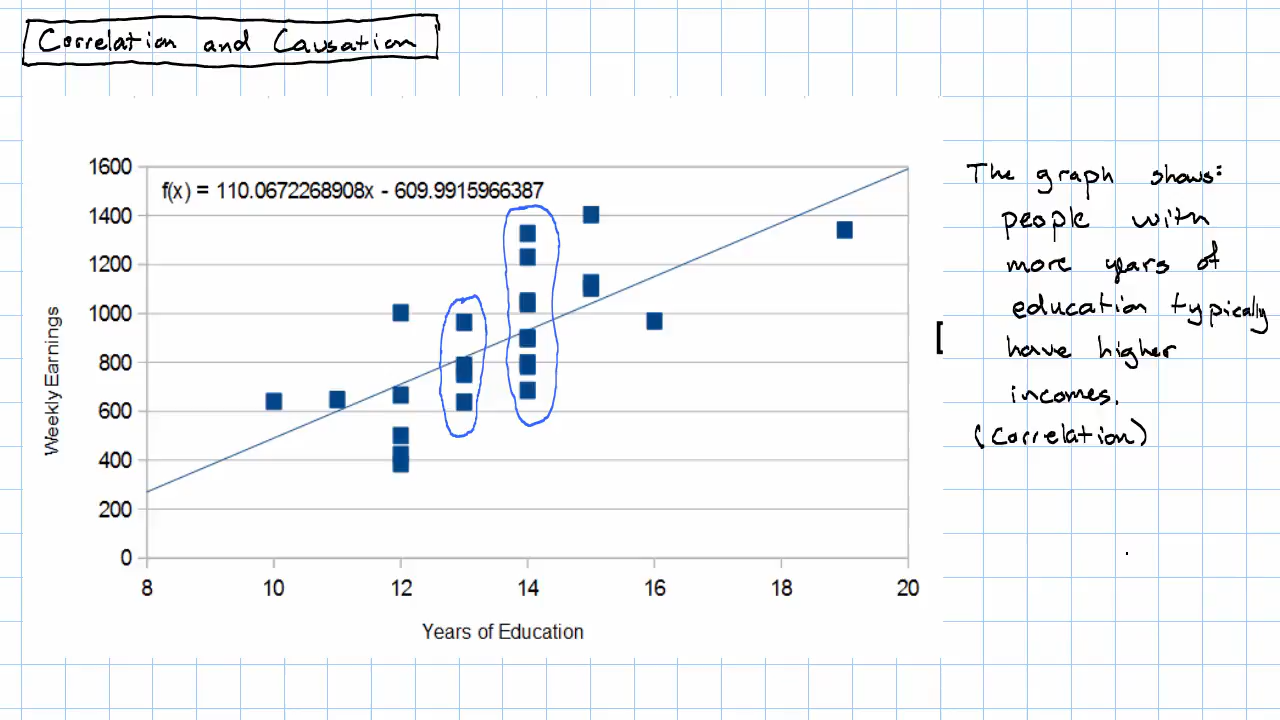 Correlation and Causation
1600
f(x) = 110.0672268908x - 609.9915966387
1400
1200
1000
800
600
400
200
0
Weekly Earnings
8 10 12 14 16 18 20
Years of Education
The graph shows:
people with
more years of
education typically
have higher
incomes.
(Correlation)